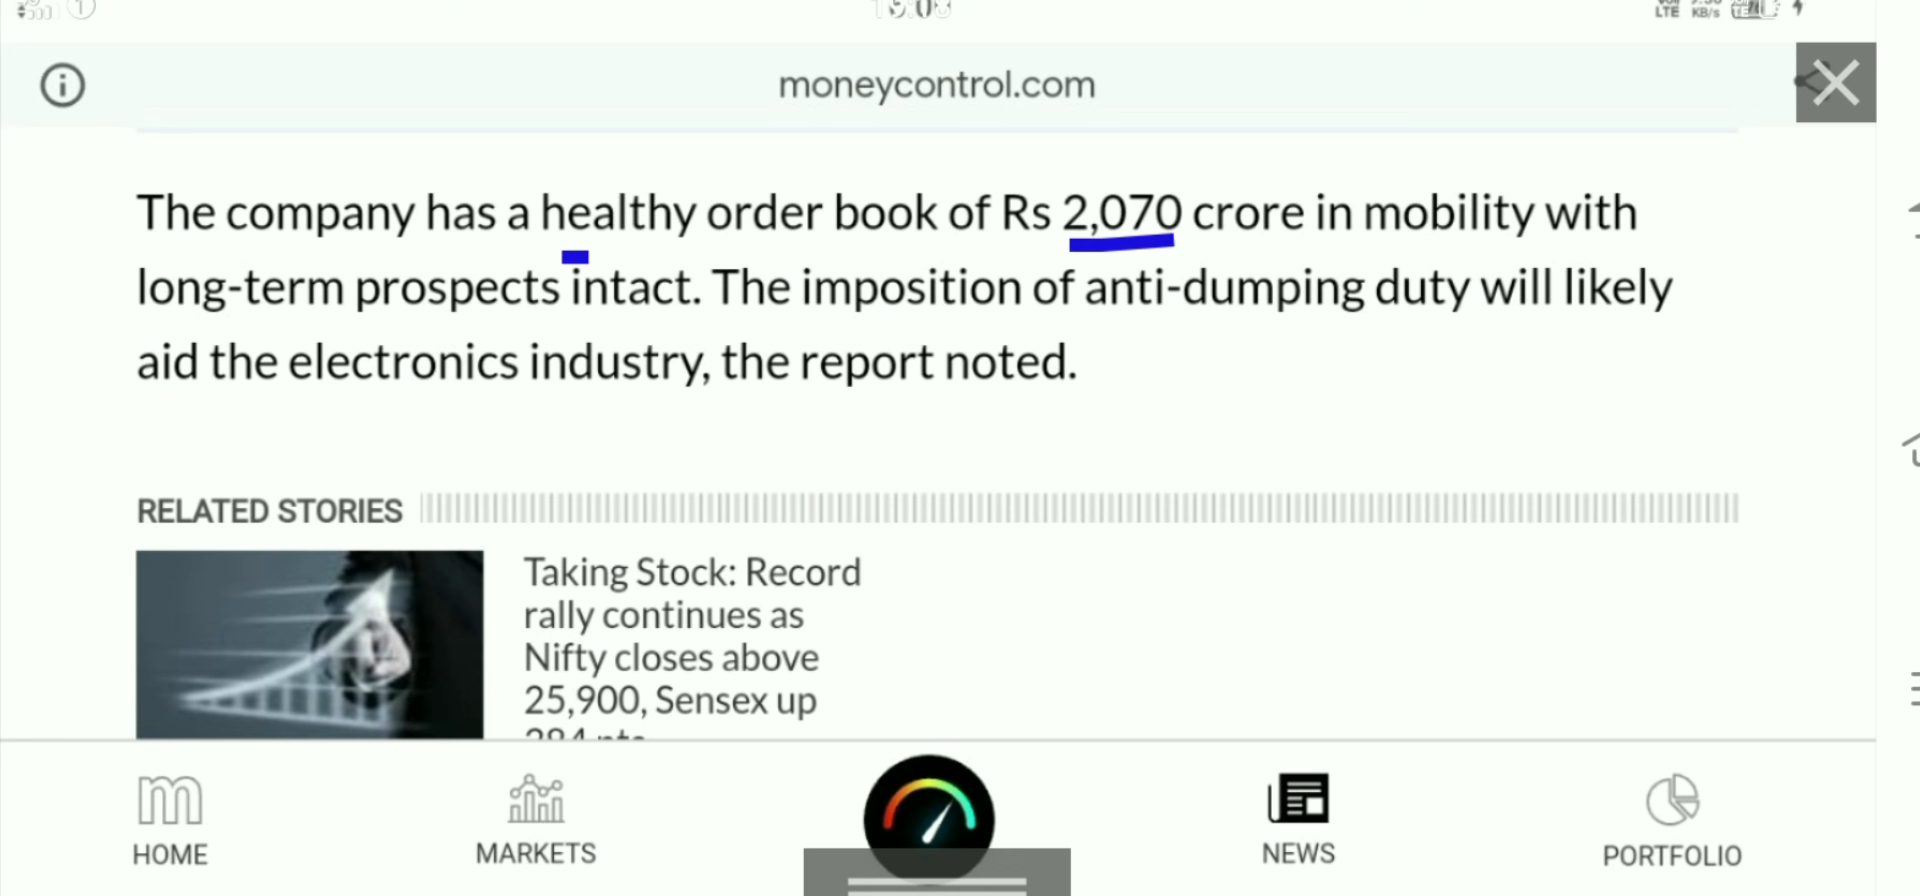 LTE KB/s
moneycontrol.com
The company has a healthy order book of Rs 2,070 crore in mobility with
long-term prospects intact. The imposition of anti-dumping duty will likely
aid the electronics industry, the report noted.
RELATED STORIES
Taking Stock: Record
rally continues as
Nifty closes above
25,900, Sensex up
HOME
MARKETS
NEWS
PORTFOLIO